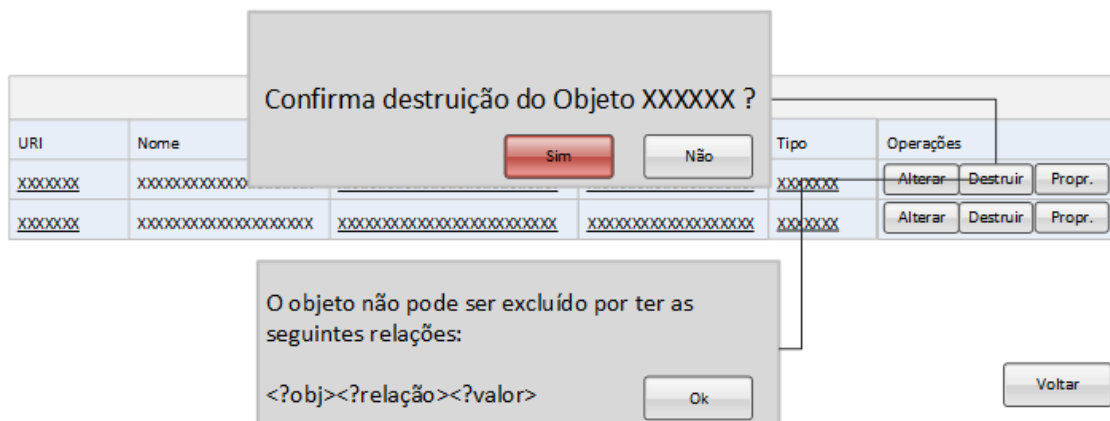 Confirma destruição do Objeto XXXXXX ?
Sim Não
URI Nome Tipo Operações
XXXXXXX XXXXXXX Alterar Destruir Propr.
XXXXXXX XXXXXXXXXXXXXXXXXXXX XXXXXXXXXXXXXXXXXXXXXXXXX XXXXXXXXXXXXXXXXXXX XXXXXXX Alterar Destruir Propr.
O objeto não pode ser excluído por ter as
seguintes relações:
<?obj><?relação><?valor>
Ok
Voltar